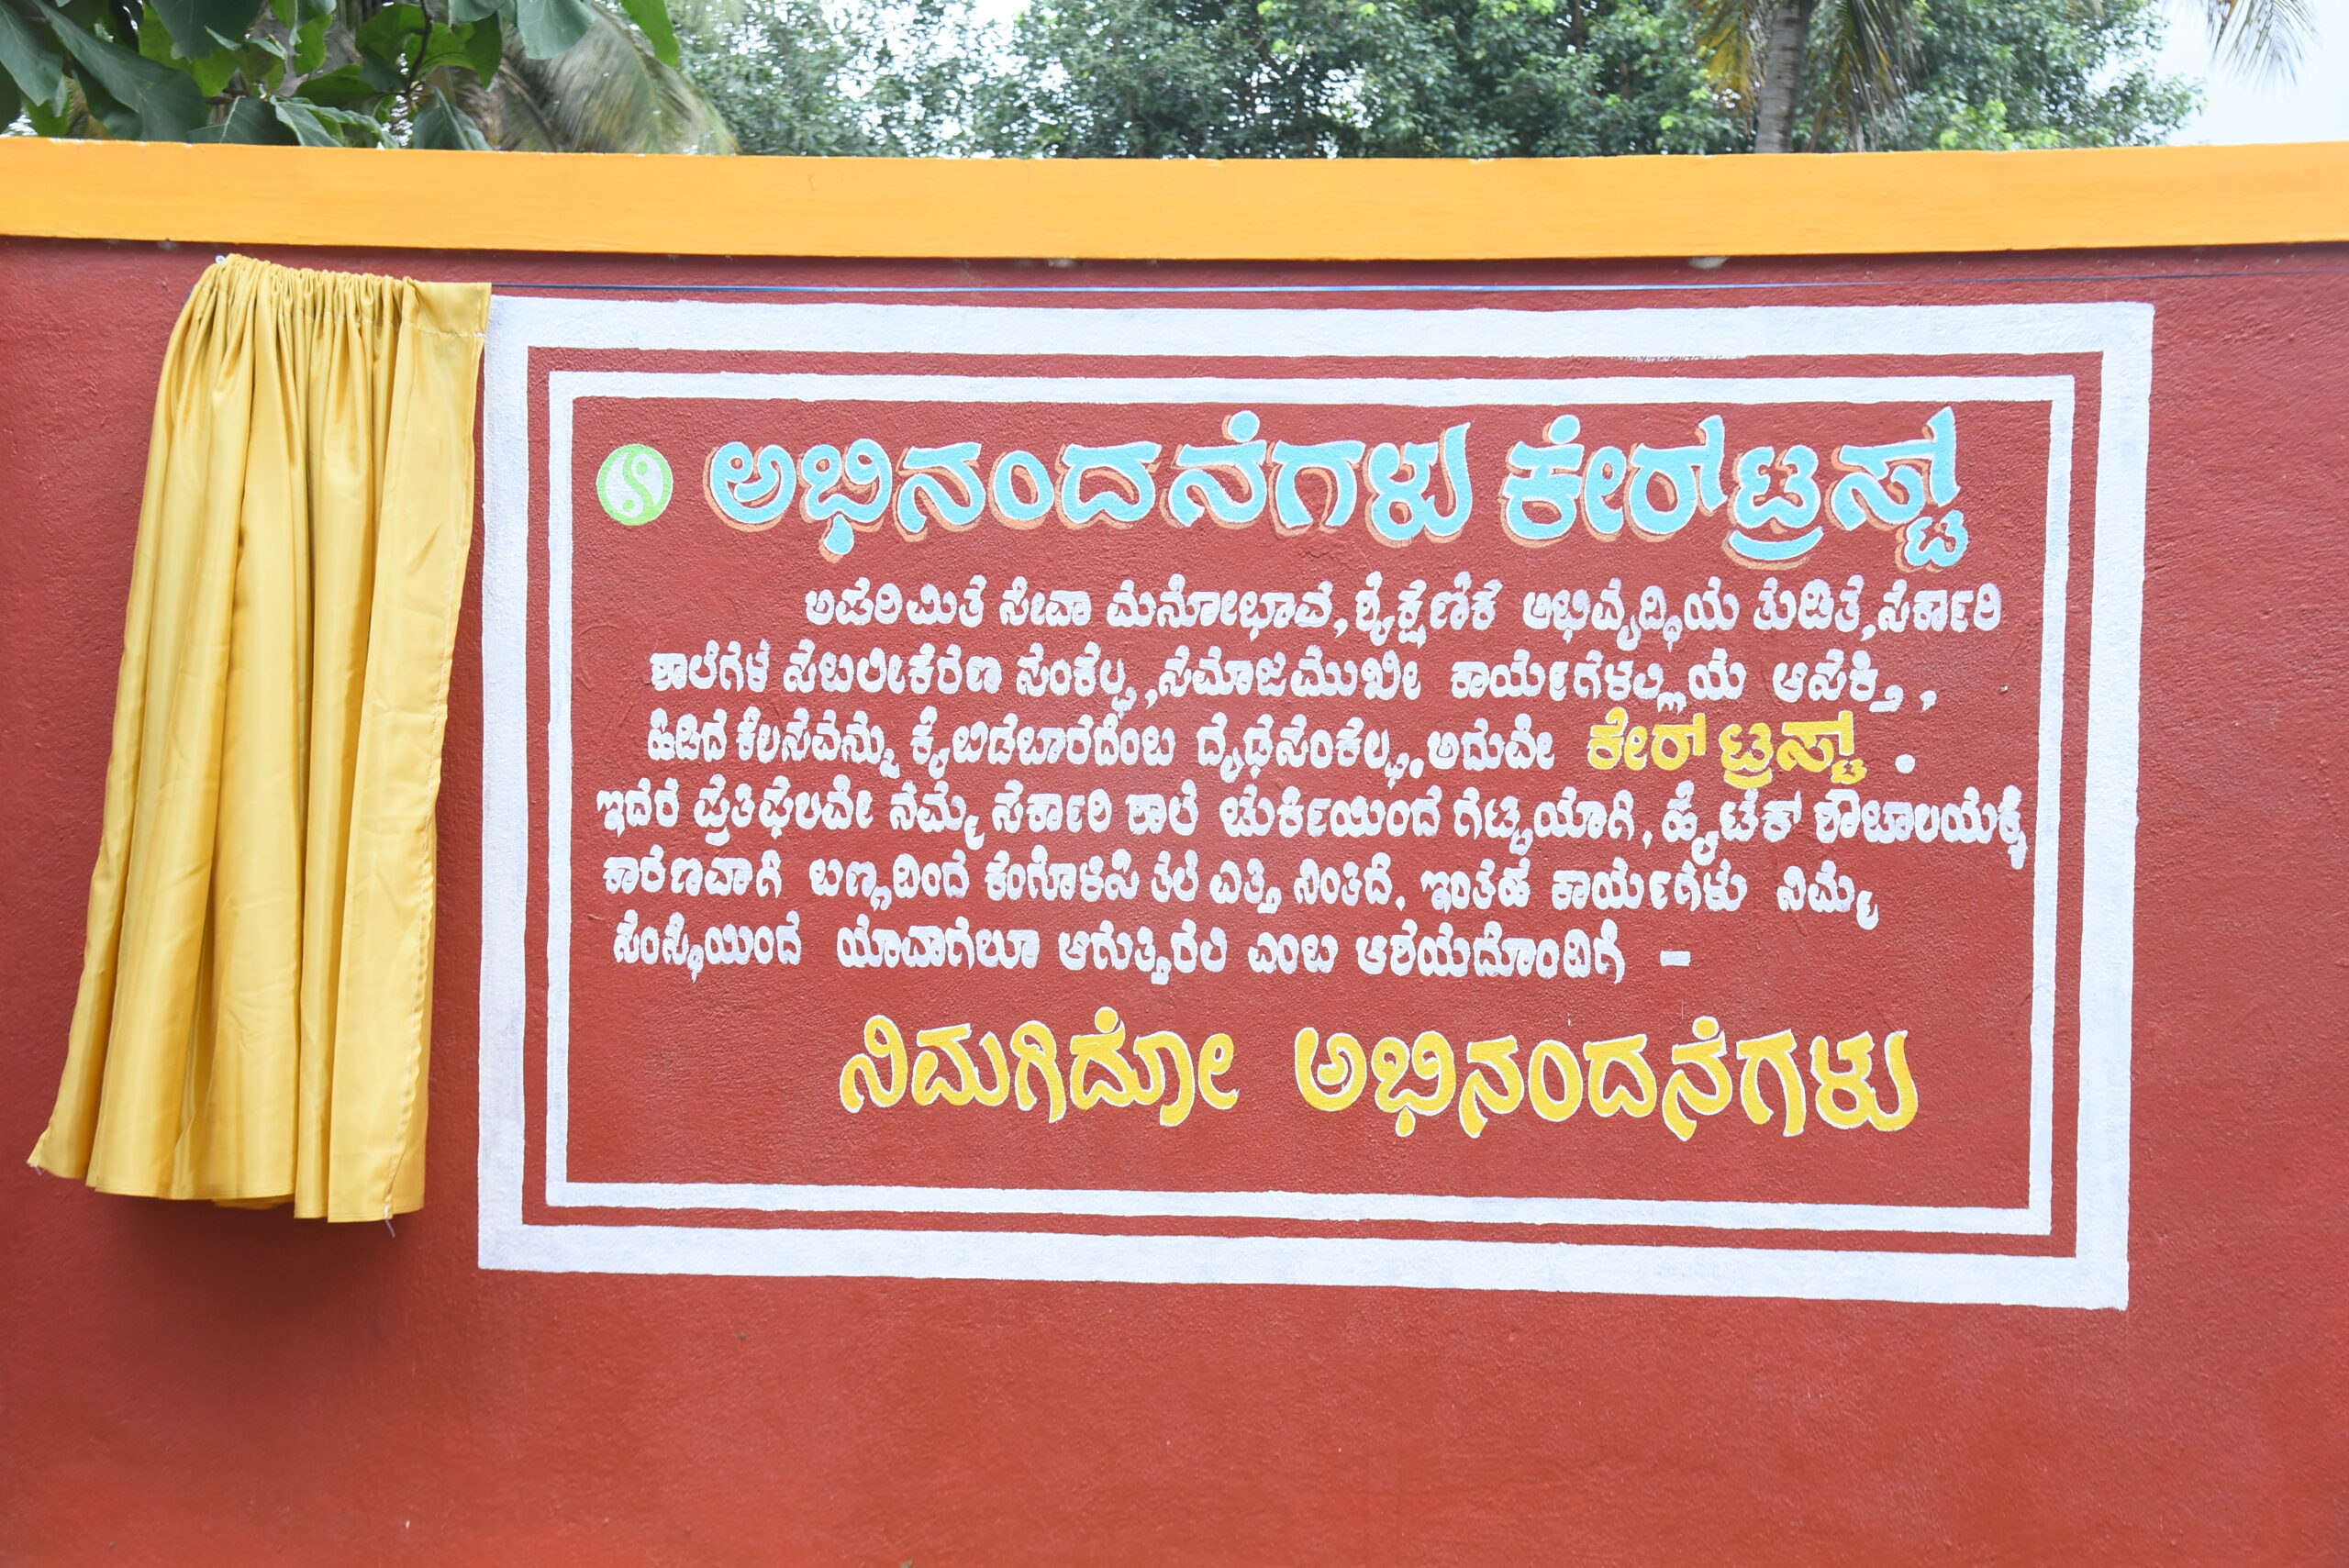 ಅಭಿನಂದನೆಗಳು ಕೇರ್ ಟ್ರಸ್ಟ್
ಅಪರಿಮಿತ ಸೇವಾ ಮನೋಭಾವ, ಶೈಕ್ಷಣಿಕ ಅಭಿವೃದ್ಧಿಯ ತುಡಿತ, ಸರ್ಕಾರಿ
ಶಾಲೆಗಳ ಸಬಲೀಕರಣ ಸಂಕಲ್ಪ, ಸಮಾಜಮುಖೀ ಕಾರ್ಯಗಳಲ್ಲಿಯ ಆಸಕ್ತಿ,
ಹಿಡಿದ ಕೆಲಸವನ್ನು ಕೈಬಿಡಬಾರದೆಂಬ ದೃಢಸಂಕಲ್ಪ. ಅದುವೇ ಕೇರ್ ಟ್ರಸ್ಟ್ .
ಇದರ ಪ್ರತಿಫಲವೇ ನಮ್ಮ ಸರ್ಕಾರಿ ಶಾಲೆ ಚುರ್ಕಿಯಿಂದ ಗಟ್ಟಿಯಾಗಿ, ಹೈಟೆಕ್ ಶೌಚಾಲಯಕ್ಕೆ
ಕಾರಣವಾಗಿ ಬಣ್ಣದಿಂದ ಕಂಗೊಳಿಸಿ ತಲೆ ಎತ್ತಿ ನಿಂತಿದೆ. ಇಂತಹ ಕಾರ್ಯಗಳು ನಿಮ್ಮ
ಸಂಸ್ಥೆಯಿಂದ ಯಾವಾಗಲೂ ಆಗುತ್ತಿರಲಿ ಎಂಬ ಆಶಯದೊಂದಿಗೆ –
ನಿಮಗಿದೋ ಅಭಿನಂದನೆಗಳು